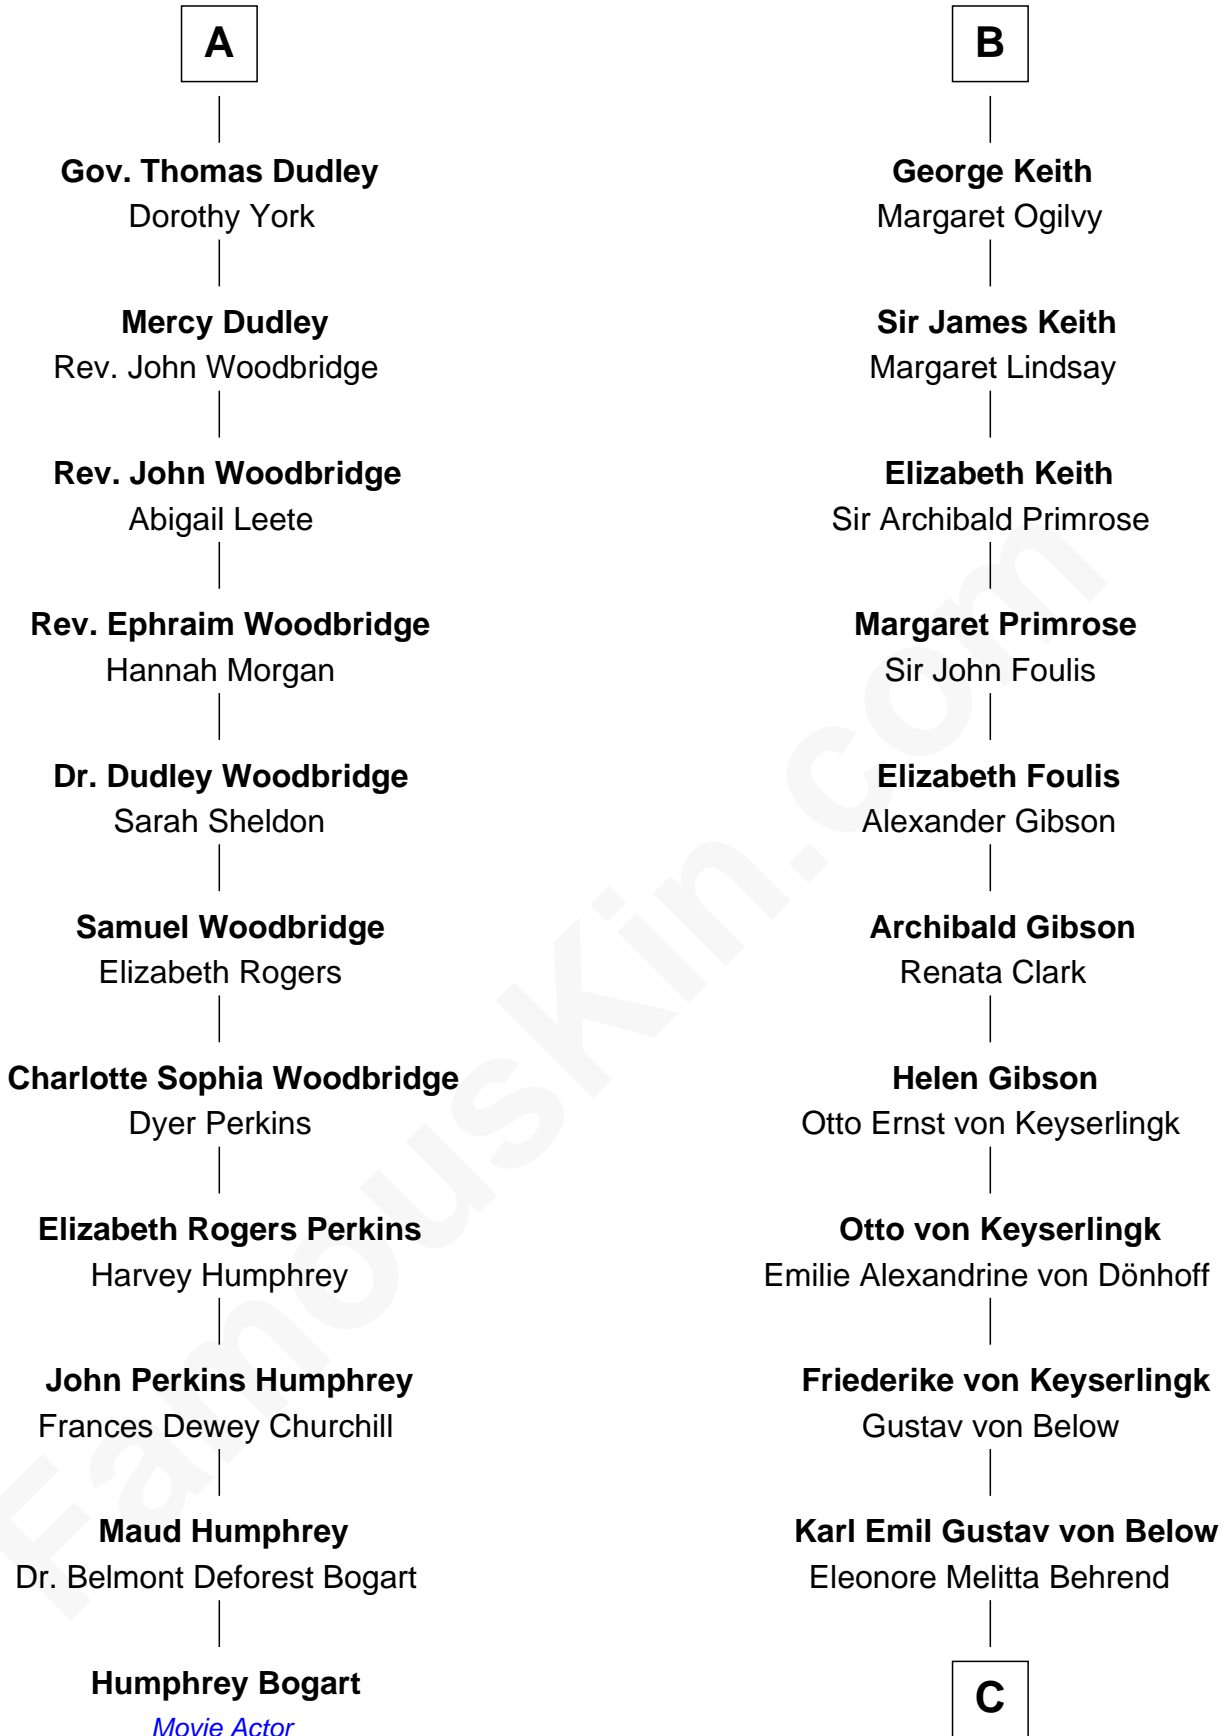 A
Gov. Thomas Dudley
Dorothy York
Mercy Dudley
Rev. John Woodbridge
Rev. John Woodbridge
Abigail Leete
Rev. Ephraim Woodbridge
Hannah Morgan
Dr. Dudley Woodbridge
Sarah Sheldon
Samuel Woodbridge
Elizabeth Rogers
Charlotte Sophia Woodbridge
Dyer Perkins
Elizabeth Rogers Perkins
Harvey Humphrey
John Perkins Humphrey
Frances Dewey Churchill
Maud Humphrey
Dr. Belmont Deforest Bogart
Humphrey Bogart
Movie Actor
B
George Keith
Margaret Ogilvy
Sir James Keith
Margaret Lindsay
Elizabeth Keith
Sir Archibald Primrose
Margaret Primrose
Sir John Foulis
Elizabeth Foulis
Alexander Gibson
Archibald Gibson
Renata Clark
Helen Gibson
Otto Ernst von Keyserlingk
Otto von Keyserlingk
Emilie Alexandrine von Dönhoff
Friederike von Keyserlingk
Gustav von Below
Karl Emil Gustav von Below
Eleonore Melitta Behrend
C
FamousKin.com